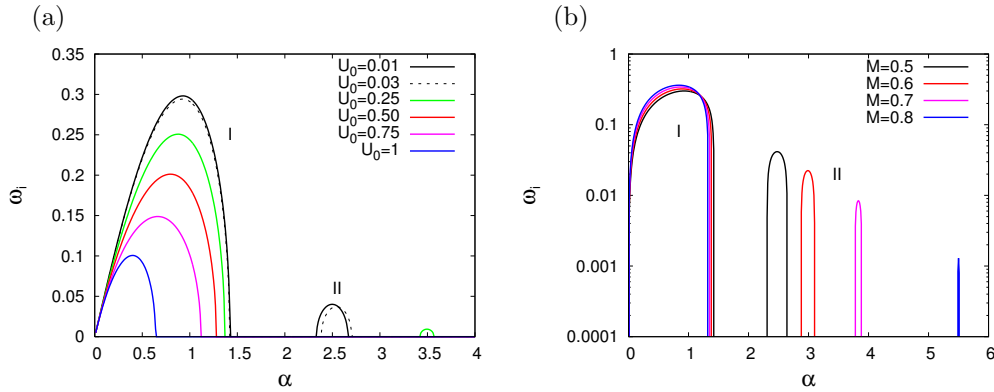 (a)
0.35
0.3
0.25
0.2
0.15
0.1
0.05
0
ω_i
U_0=0.01
U_0=0.03
U_0=0.25
U_0=0.50
U_0=0.75
U_0=1
I
II
0 0.5 1 1.5 2 2.5 3 3.5 4
α
(b)
1
0.1
0.01
0.001
0.0001
ω_i
M=0.5
M=0.6
M=0.7
M=0.8
I
II
0 1 2 3 4 5 6
α